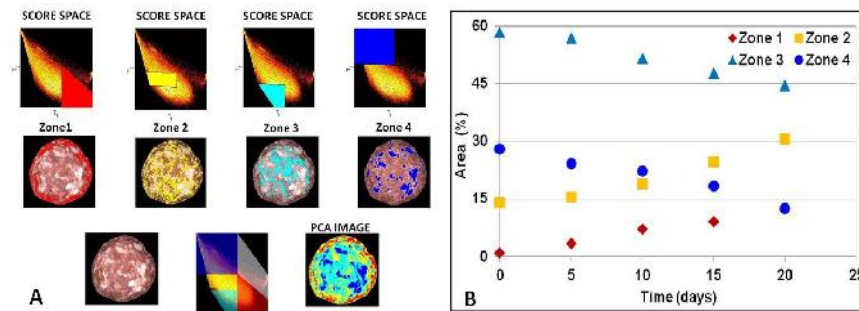 SCORE SPACE
SCORE SPACE
SCORE SPACE
SCORE SPACE
Zone1
Zone 2
Zone 3
Zone 4
PCA IMAGE
A
60
45
30
15
0
Area (%)
Zone 1
Zone 2
Zone 3
Zone 4
0 5 10 15 20 25
Time (days)
B